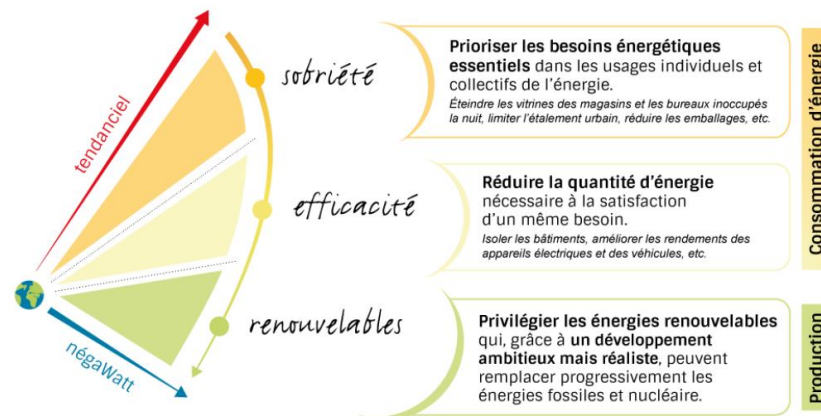 tendanciel
négaWatt
sobriété
Prioriser les besoins énergétiques
essentiels dans les usages individuels et
collectifs de l'énergie.
Éteindre les vitrines des magasins et les bureaux inoccupés
la nuit, limiter l'étalement urbain, réduire les emballages, etc.
efficacité
Réduire la quantité d'énergie
nécessaire à la satisfaction
d'un même besoin.
Isoler les bâtiments, améliorer les rendements des
appareils électriques et des véhicules, etc.
Consommation d'énergie
renouvelables
Privilégier les énergies renouvelables
qui, grâce à un développement
ambitieux mais réaliste, peuvent
remplacer progressivement les
énergies fossiles et nucléaire.
Production